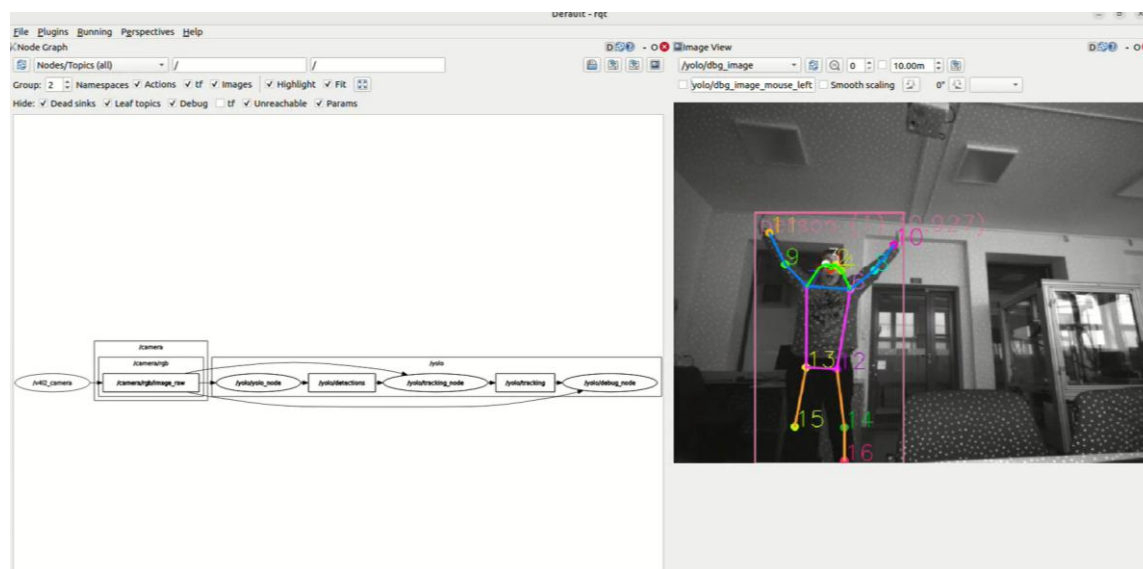 Default - rqt
File Plugins Running Perspectives Help
Node Graph
D
- O
Nodes/Topics (all)
/
/
Group: 2 Namespaces Actions tf Images Highlight Fit
Hide: Dead sinks Leaf topics Debug tf Unreachable Params
/camera
/camera/rgb
/yolo
/v4l2_camera
/camera/rgb/image_raw
/yolo/yolo_node
/yolo/detections
/yolo/tracking_node
/yolo/tracking
/yolo/debug_node
Image View
D
- O
/yolo/dbg_image
0
10.00m
yolo/dbg_image_mouse_left
Smooth scaling
0°
11
10
9
13
12
15
14
16